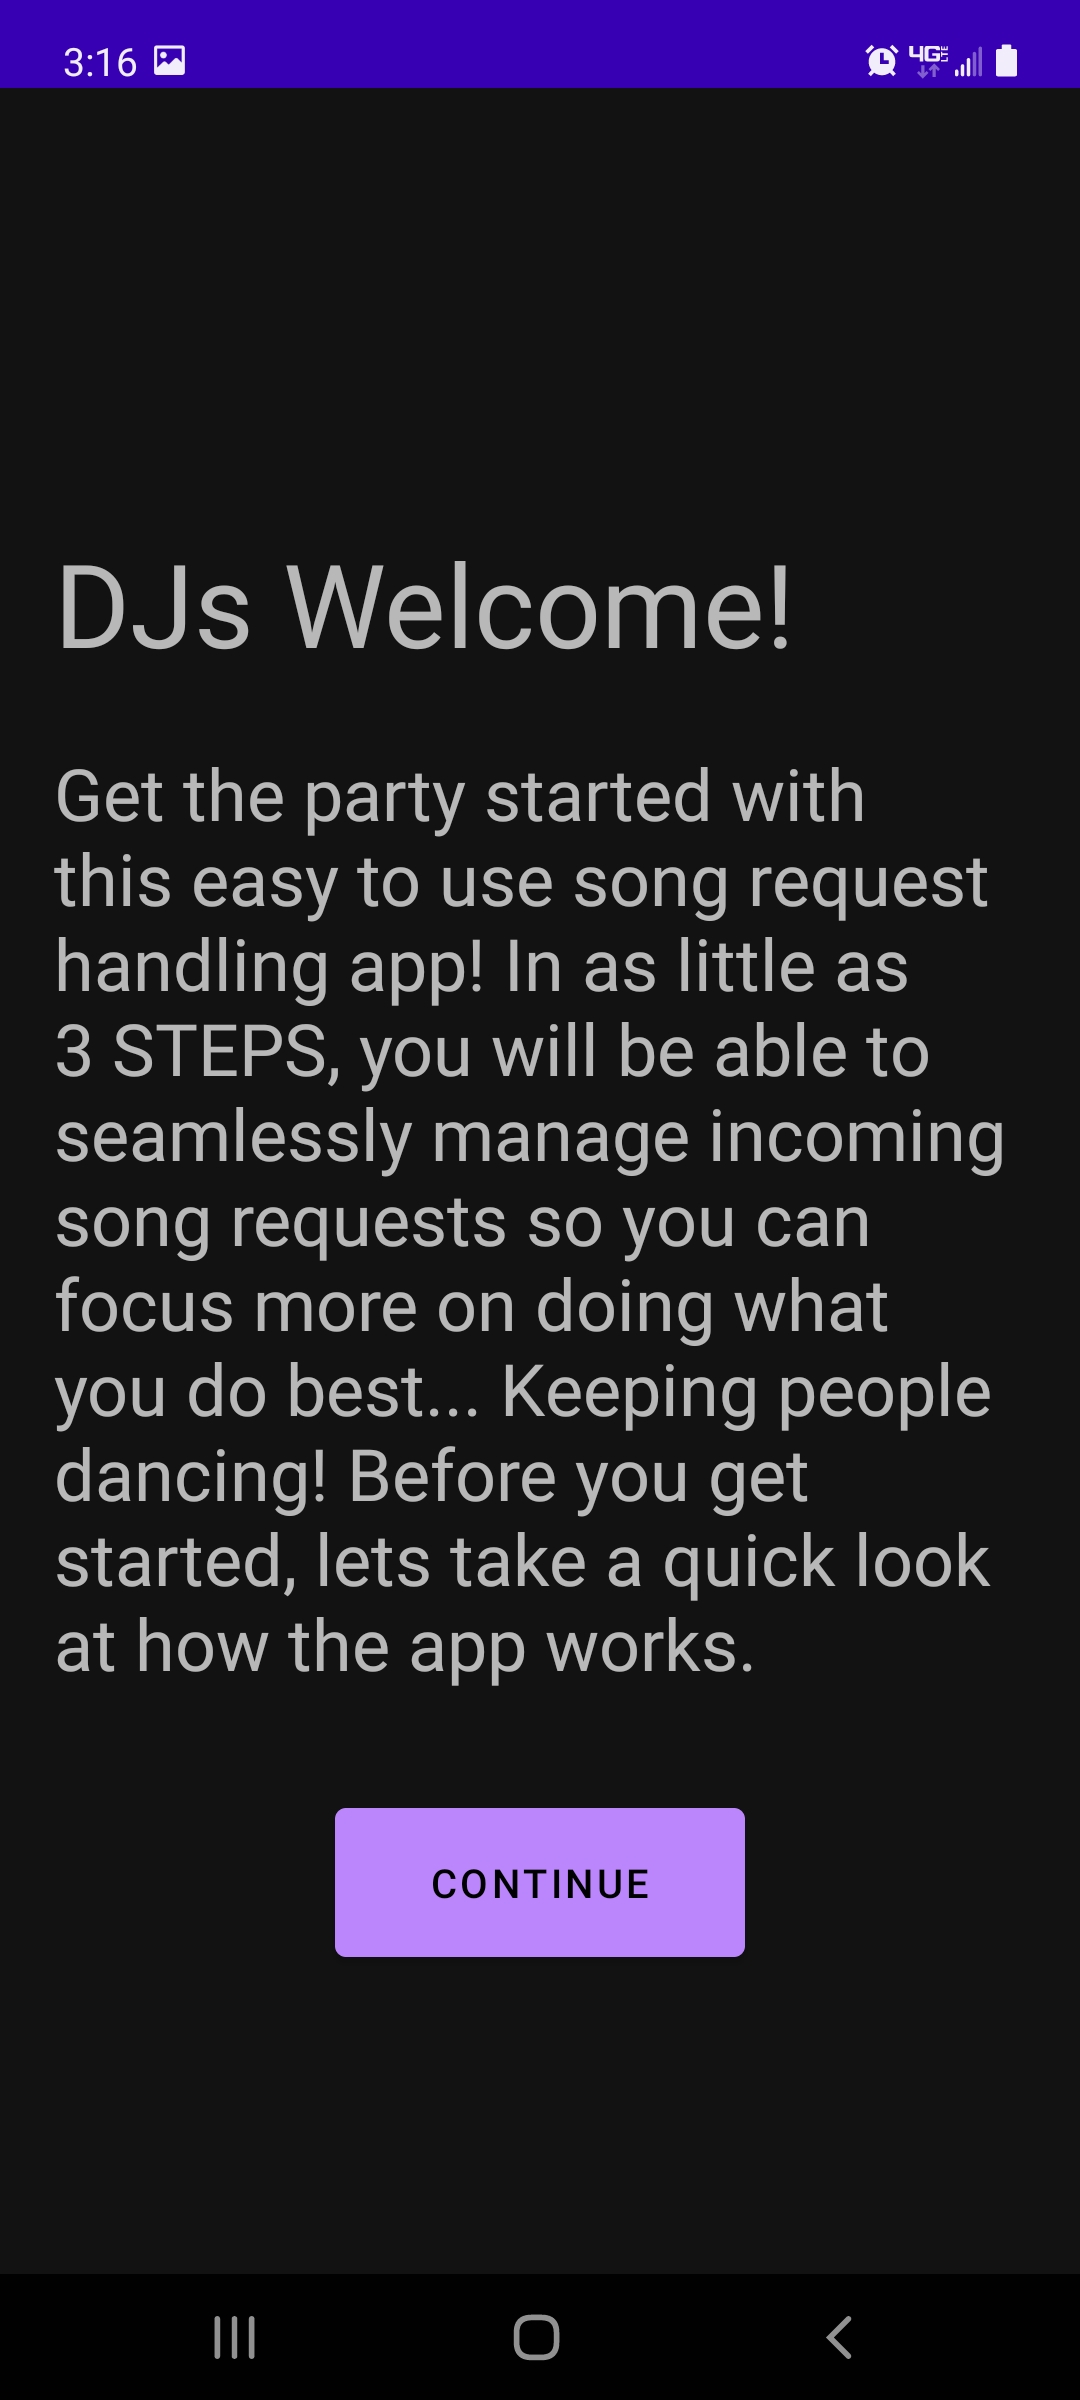 3:16
4G LTE
DJs Welcome!
Get the party started with
this easy to use song request
handling app! In as little as
3 STEPS, you will be able to
seamlessly manage incoming
song requests so you can
focus more on doing what
you do best... Keeping people
dancing! Before you get
started, lets take a quick look
at how the app works.
CONTINUE